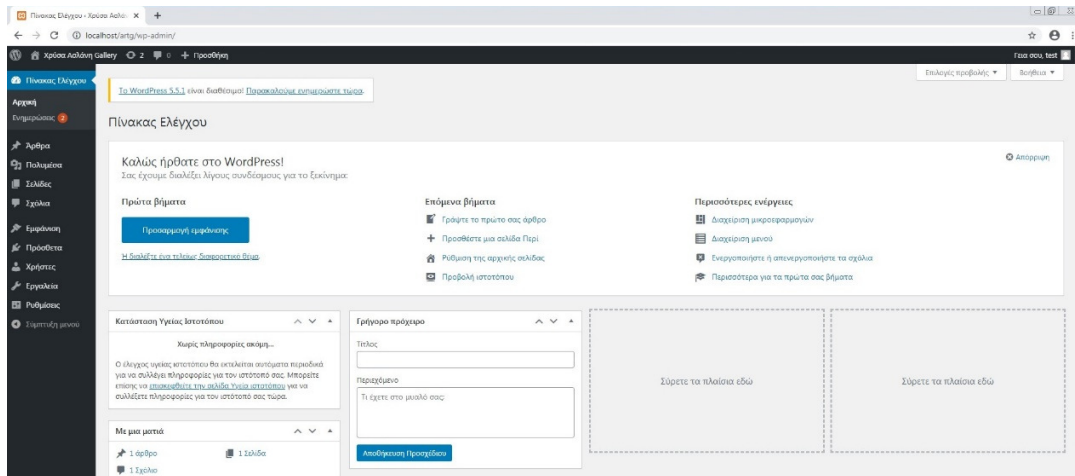 Πίνακας Ελέγχου ‹ Χρύσα Ασλάν
localhost/artg/wp-admin/
Χρύσα Ασλάνη Gallery 2 0 Προσθήκη
Γεια σου, test
Πίνακας Ελέγχου
Αρχική
Ενημερώσεις 2
Άρθρα
Πολυμέσα
Σελίδες
Σχόλια
Εμφάνιση
Πρόσθετα
Χρήστες
Εργαλεία
Ρυθμίσεις
Σύμπτυξη μενού
Επιλογές προβολής
Βοήθεια
Το WordPress 5.5.1 είναι διαθέσιμο! Παρακαλούμε ενημερώστε τώρα.
Πίνακας Ελέγχου
Καλώς ήρθατε στο WordPress!
Απόρριψη
Σας έχουμε διαλέξει λίγους συνδέσμους για το ξεκίνημα:
Πρώτα βήματα
Προσαρμογή εμφάνισης
Ή διαλέξτε ένα τελείως διαφορετικό θέμα.
Επόμενα βήματα
Γράψτε το πρώτο σας άρθρο
Προσθέστε μια σελίδα Περί
Ρύθμιση της αρχικής σελίδας
Προβολή ιστοτόπου
Περισσότερες ενέργειες
Διαχείριση μικροεφαρμογών
Διαχείριση μενού
Ενεργοποιήστε ή απενεργοποιήστε τα σχόλια
Περισσότερα για τα πρώτα σας βήματα
Κατάσταση Υγείας Ιστοτόπου
Χωρίς πληροφορίες ακόμη...
Ο έλεγχος υγείας ιστοτόπου θα εκτελείται αυτόματα περιοδικά
για να συλλέγει πληροφορίες για τον ιστότοπό σας. Μπορείτε
επίσης να επισκεφθείτε την σελίδα Υγεία ιστοτόπου για να
συλλέξετε πληροφορίες για τον ιστότοπό σας τώρα.
Με μια ματιά
1 άρθρο
1 Σελίδα
1 Σχόλιο
Γρήγορο πρόχειρο
Τίτλος
Περιεχόμενο
Τι έχετε στο μυαλό σας;
Αποθήκευση Προσχέδιου
Σύρετε τα πλαίσια εδώ
Σύρετε τα πλαίσια εδώ